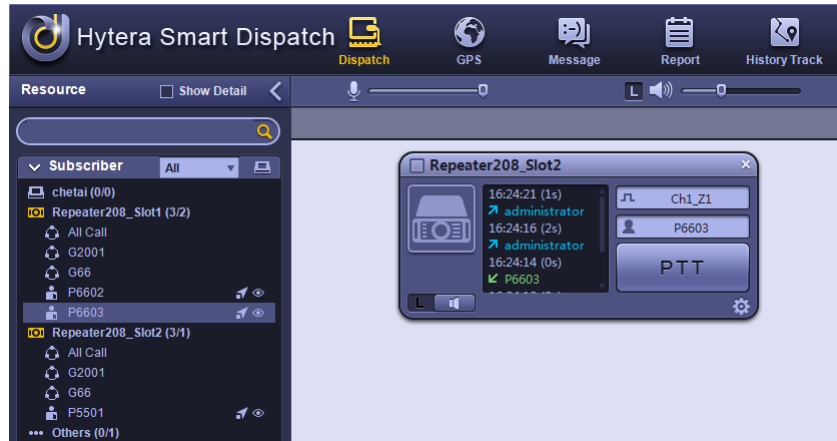 Hytera Smart Dispatch
Dispatch
GPS
Message
Report
History Track
Resource
Show Detail
L
Subscriber
All
chetai (0/0)
Repeater208_Slot1 (3/2)
All Call
G2001
G66
P6602
P6603
Repeater208_Slot2 (3/1)
All Call
G2001
G66
P5501
Others (0/1)
Repeater208_Slot2
16:24:21 (1s)
administrator
16:24:16 (2s)
administrator
16:24:14 (0s)
P6603
Ch1_Z1
P6603
PTT
L